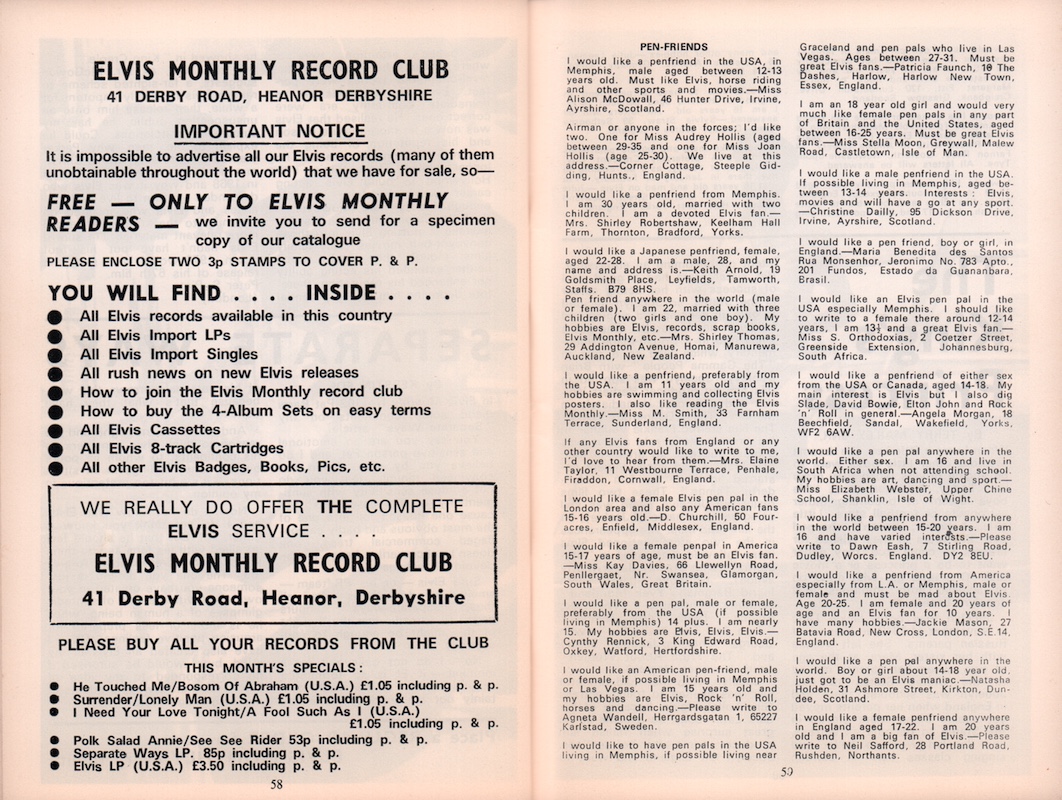 ELVIS MONTHLY RECORD CLUB
41 DERBY ROAD, HEANOR DERBYSHIRE
IMPORTANT NOTICE
It is impossible to advertise all our Elvis records (many of them
unobtainable throughout the world) that we have for sale, so—
FREE — ONLY TO ELVIS MONTHLY
READERS — we invite you to send for a specimen
copy of our catalogue
PLEASE ENCLOSE TWO 3p STAMPS TO COVER P. & P.
YOU WILL FIND . . . . INSIDE . . . .
● All Elvis records available in this country
● All Elvis Import LPs
● All Elvis Import Singles
● All rush news on new Elvis releases
● How to join the Elvis Monthly record club
● How to buy the 4-Album Sets on easy terms
● All Elvis Cassettes
● All Elvis 8-track Cartridges
● All other Elvis Badges, Books, Pics, etc.
WE REALLY DO OFFER THE COMPLETE
ELVIS SERVICE . . . .
ELVIS MONTHLY RECORD CLUB
41 Derby Road, Heanor, Derbyshire
PLEASE BUY ALL YOUR RECORDS FROM THE CLUB
THIS MONTH'S SPECIALS :
● He Touched Me/Bosom Of Abraham (U.S.A.) £1.05 including p. & p.
● Surrender/Lonely Man (U.S.A.) £1.05 including p. & p.
● I Need Your Love Tonight/A Fool Such As I (U.S.A.)
£1.05 including p. & p.
● Polk Salad Annie/See See Rider 53p including p. & p.
● Separate Ways LP. 85p including p. & p.
● Elvis LP (U.S.A.) £3.50 including p. & p.
58
PEN-FRIENDS
I would like a penfriend in the USA, in
Memphis, male aged between 12-13
years old. Must like Elvis, horse riding
and other sports and movies.—Miss
Alison McDowall, 46 Hunter Drive, Irvine,
Ayrshire, Scotland.
Airman or anyone in the forces; I'd like
two. One for Miss Audrey Hollis (aged
between 29-35 and one for Miss Joan
Hollis (age 25-30). We live at this
address.—Corner Cottage, Steeple Gid-
ding, Hunts., England.
I would like a penfriend from Memphis.
I am 30 years old, married with two
children. I am a devoted Elvis fan.—
Mrs. Shirley Robertshaw, Keelham Hall
Farm, Thornton, Bradford, Yorks.
I would like a Japanese penfriend, female,
aged 22-28. I am a male, 28, and my
name and address is.—Keith Arnold, 19
Goldsmith Place, Leyfields, Tamworth,
Staffs. B79 8HS.
Pen friend anywhere in the world (male
or female). I am 22, married with three
children (two girls and one boy). My
hobbies are Elvis, records, scrap books,
Elvis Monthly, etc.—Mrs. Shirley Thomas,
29 Addington Avenue, Homai, Manurewa,
Auckland, New Zealand.
I would like a penfriend, preferably from
the USA. I am 11 years old and my
hobbies are swimming and collecting Elvis
posters. I also like reading the Elvis
Monthly.—Miss M. Smith, 33 Farnham
Terrace, Sunderland, England.
If any Elvis fans from England or any
other country would like to write to me,
I'd love to hear from them.—Mrs. Elaine
Taylor, 11 Westbourne Terrace, Penhale,
Firaddon, Cornwall, England.
I would like a female Elvis pen pal in the
London area and also any American fans
15-16 years old.—D. Churchill, 50 Four-
acres, Enfield, Middlesex, England.
I would like a female penpal in America
15-17 years of age, must be an Elvis fan.
—Miss Kay Davies, 66 Llewellyn Road,
Penllergaet, Nr. Swansea, Glamorgan,
South Wales, Great Britain.
I would like a pen pal, male or female,
preferably from the USA (if possible
living in Memphis) 14 plus. I am nearly
15. My hobbies are Elvis, Elvis, Elvis.—
Cynthy Rennick, 3 King Edward Road,
Oxkey, Watford, Hertfordshire.
I would like an American pen-friend, male
or female, if possible living in Memphis
or Las Vegas. I am 15 years old and
my hobbies are Elvis, Rock 'n' Roll,
horses and dancing.—Please write to
Agneta Wandell, Herrgardsgatan 1, 65227
Karlstad, Sweden.
I would like to have pen pals in the USA
living in Memphis, if possible living near
Graceland and pen pals who live in Las
Vegas. Ages between 27-31. Must be
great Elvis fans.—Patricia Faunch, 10 The
Dashes, Harlow, Harlow New Town,
Essex, England.
I am an 18 year old girl and would very
much like female pen pals in any part
of Britain and the United States, aged
between 16-25 years. Must be great Elvis
fans.—Miss Stella Moon, Greywall, Malew
Road, Castletown, Isle of Man.
I would like a male penfriend in the USA.
If possible living in Memphis, aged be-
tween 13-14 years. Interests : Elvis,
movies and will have a go at any sport.
—Christine Dailly, 95 Dickson Drive,
Irvine, Ayrshire, Scotland.
I would like a pen friend, boy or girl, in
England.—Maria Benedita des Santos
Rua Monsenhor, Jeronimo No. 783 Apto.,
201 Fundos, Estado da Guananbara,
Brasil.
I would like an Elvis pen pal in the
USA especially Memphis. I should like
to write to a female there around 12-14
years, I am 13½ and a great Elvis fan.—
Miss S. Orthodoxias, 2 Coetzer Street,
Greenside Extension, Johannesburg,
South Africa.
I would like a penfriend of either sex
from the USA or Canada, aged 14-18. My
main interest is Elvis but I also dig
Slade, David Bowie, Elton John and Rock
'n' Roll in general.—Angela Morgan, 18
Beechfield, Sandal, Wakefield, Yorks,
WF2 6AW.
I would like a pen pal anywhere in the
world. Either sex. I am 16 and live in
South Africa when not attending school.
My hobbies are art, dancing and sport.—
Miss Elizabeth Webster, Upper Chine
School, Shanklin, Isle of Wight.
I would like a penfriend from anywhere
in the world between 15-20 years. I am
16 and have varied interests.—Please
write to Dawn Eash, 7 Stirling Road,
Dudley, Worcs. England. DY2 8EU.
I would like a penfriend from America
especially from L.A. or Memphis, male or
female and must be mad about Elvis.
Age 20-25. I am female and 20 years of
age and an Elvis fan for 10 years. I
have many hobbies.—Jackie Mason, 27
Batavia Road, New Cross, London, S.E.14,
England.
I would like a pen pal anywhere in the
world. Boy or girl about 14-18 year old,
just got to be an Elvis maniac.—Natasha
Holden, 31 Ashmore Street, Kirkton, Dun-
dee, Scotland.
I would like a female penfriend anywhere
in England aged 17-22. I am 20 years
old and I am a big fan of Elvis.—Please
write to Neil Safford, 28 Portland Road,
Rushden, Northants.
59